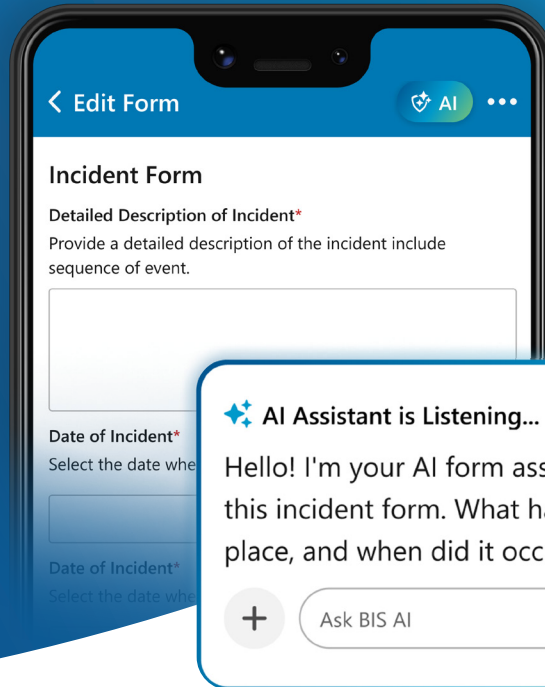 Edit Form
AI
Incident Form
Detailed Description of Incident*
Provide a detailed description of the incident include
sequence of event.
Date of Incident*
Select the date whe
Date of Incident*
Select the date whe
AI Assistant is Listening...
Hello! I'm your AI form ass
this incident form. What ha
place, and when did it occ
Ask BIS AI